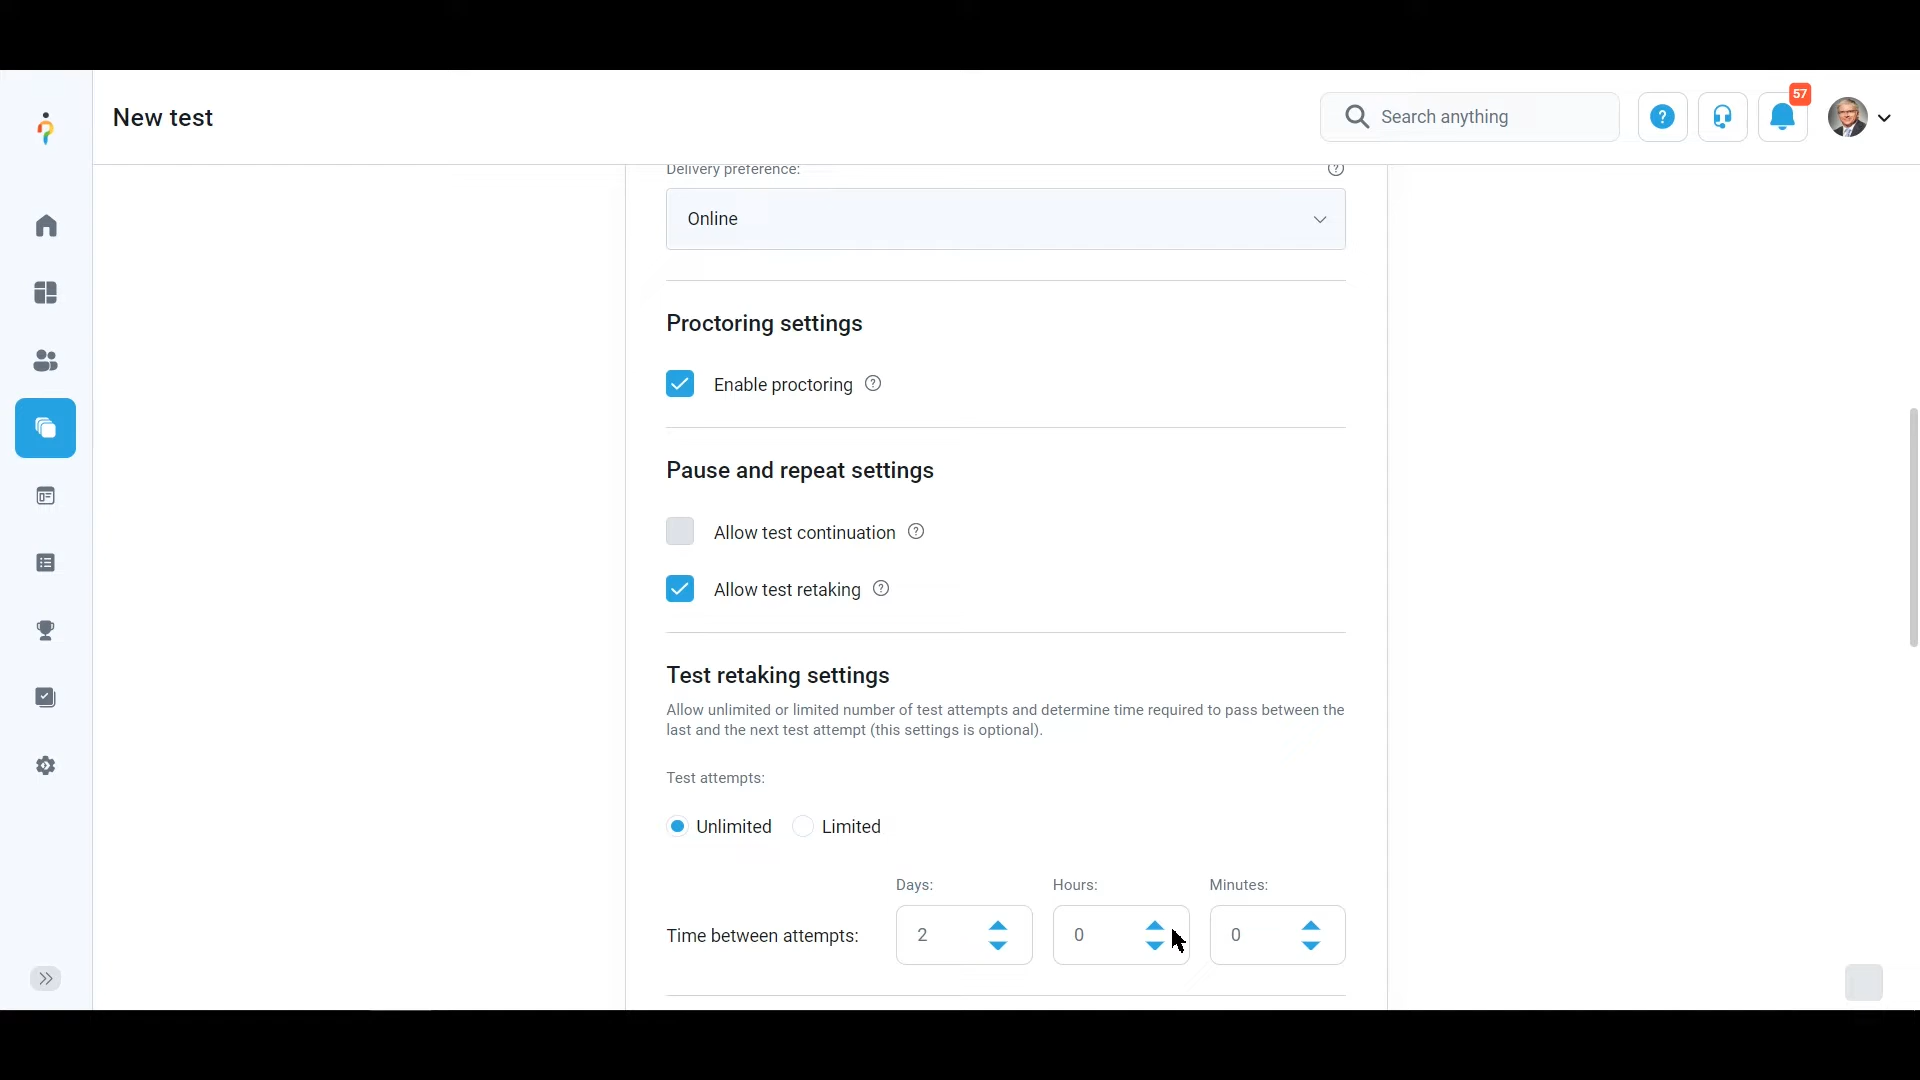 New test
Search anything
57
Delivery preference:
Online
Proctoring settings
Enable proctoring
Pause and repeat settings
Allow test continuation
Allow test retaking
Test retaking settings
Allow unlimited or limited number of test attempts and determine time required to pass between the
last and the next test attempt (this settings is optional).
Test attempts:
Unlimited Limited
Days: Hours: Minutes:
Time between attempts: 2 0 0